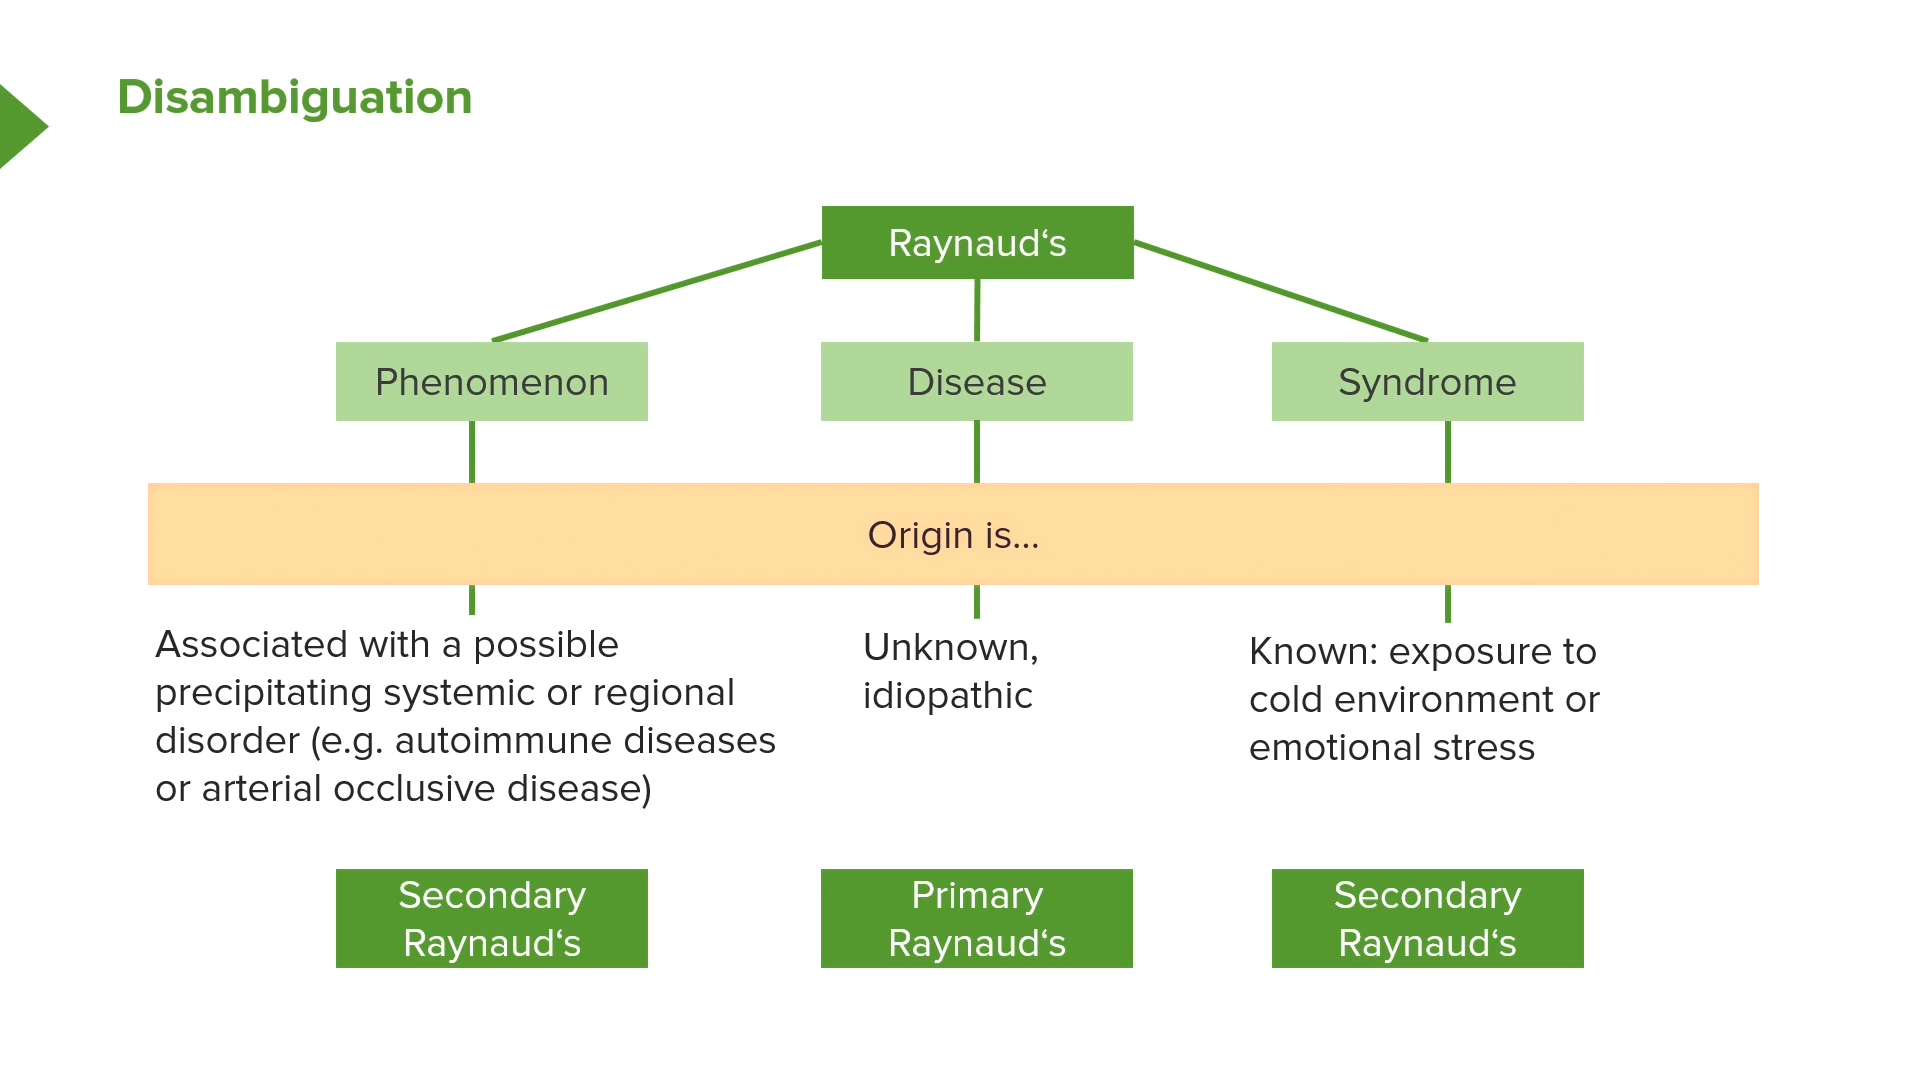 Disambiguation
Raynaud‘s
Phenomenon
Disease
Syndrome
Origin is...
Associated with a possible
precipitating systemic or regional
disorder (e.g. autoimmune diseases
or arterial occlusive disease)
Unknown,
idiopathic
Known: exposure to
cold environment or
emotional stress
Secondary
Raynaud‘s
Primary
Raynaud‘s
Secondary
Raynaud‘s